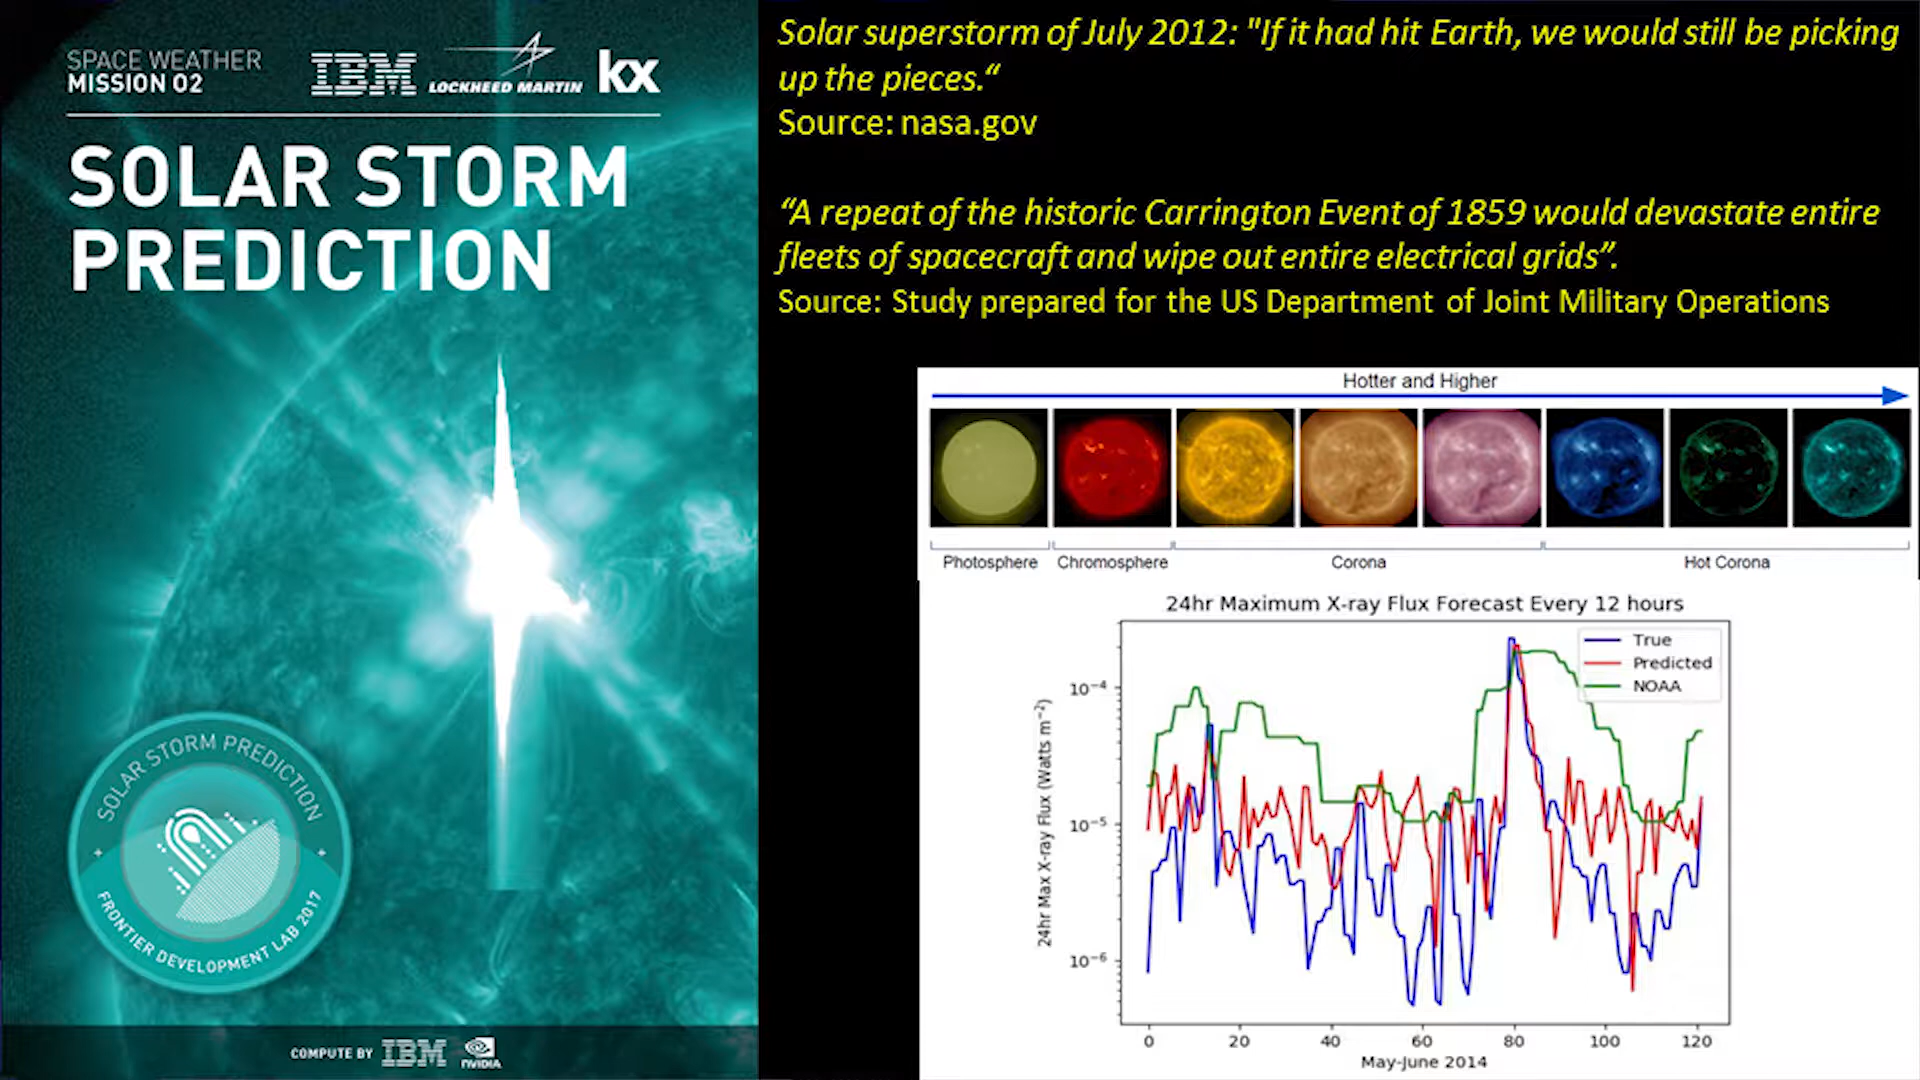 SPACE WEATHER
MISSION 02
IBM
LOCKHEED MARTIN
kx
SOLAR STORM
PREDICTION
SOLAR STORM PREDICTION
FRONTIER DEVELOPMENT LAB 2017
COMPUTE BY IBM NVIDIA
Solar superstorm of July 2012: "If it had hit Earth, we would still be picking
up the pieces.“
Source: nasa.gov
“A repeat of the historic Carrington Event of 1859 would devastate entire
fleets of spacecraft and wipe out entire electrical grids”.
Source: Study prepared for the US Department of Joint Military Operations
Hotter and Higher
Photosphere Chromosphere Corona Hot Corona
24hr Maximum X-ray Flux Forecast Every 12 hours
True
Predicted
NOAA
24hr Max X-ray Flux (Watts m⁻²)
10⁻⁴
10⁻⁵
10⁻⁶
0 20 40 60 80 100 120
May-June 2014